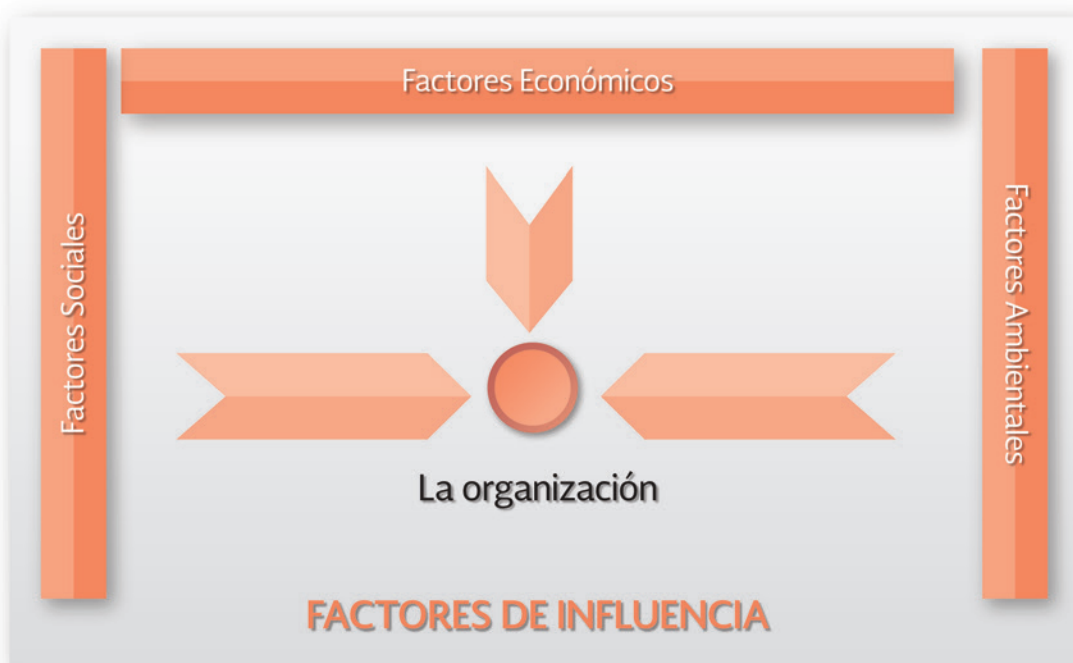 Factores Económicos
Factores Sociales
Factores Ambientales
La organización
FACTORES DE INFLUENCIA